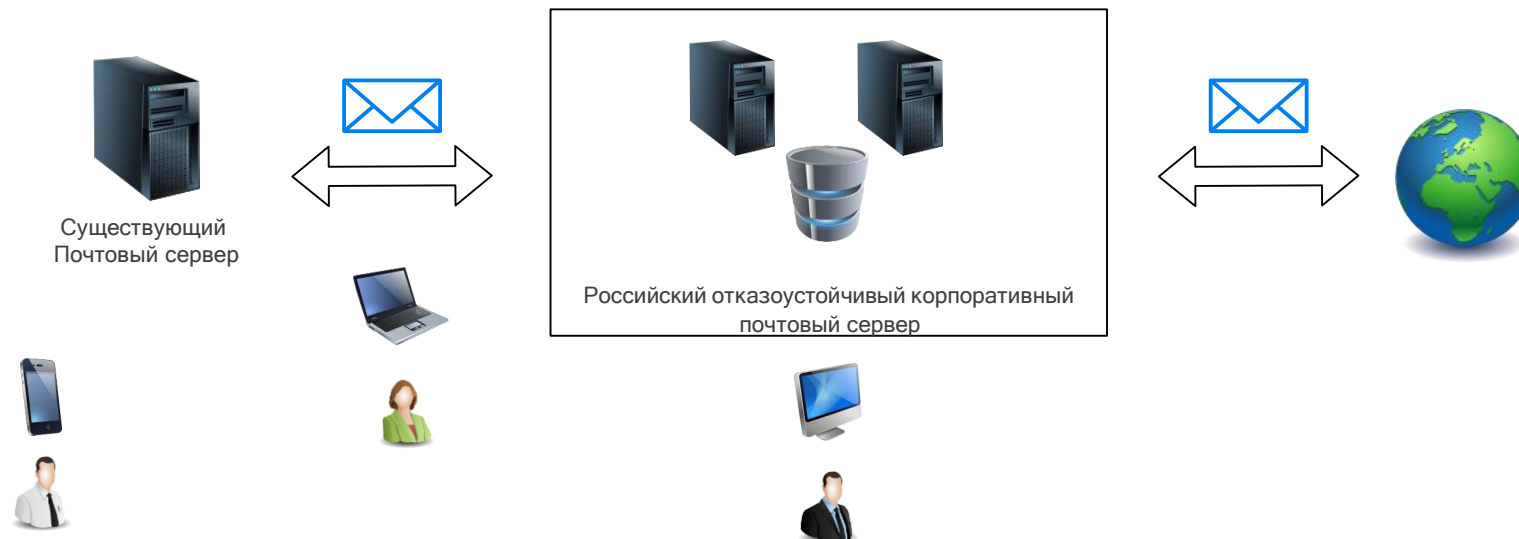 Существующий
Почтовый сервер
Российский отказоустойчивый корпоративный
почтовый сервер